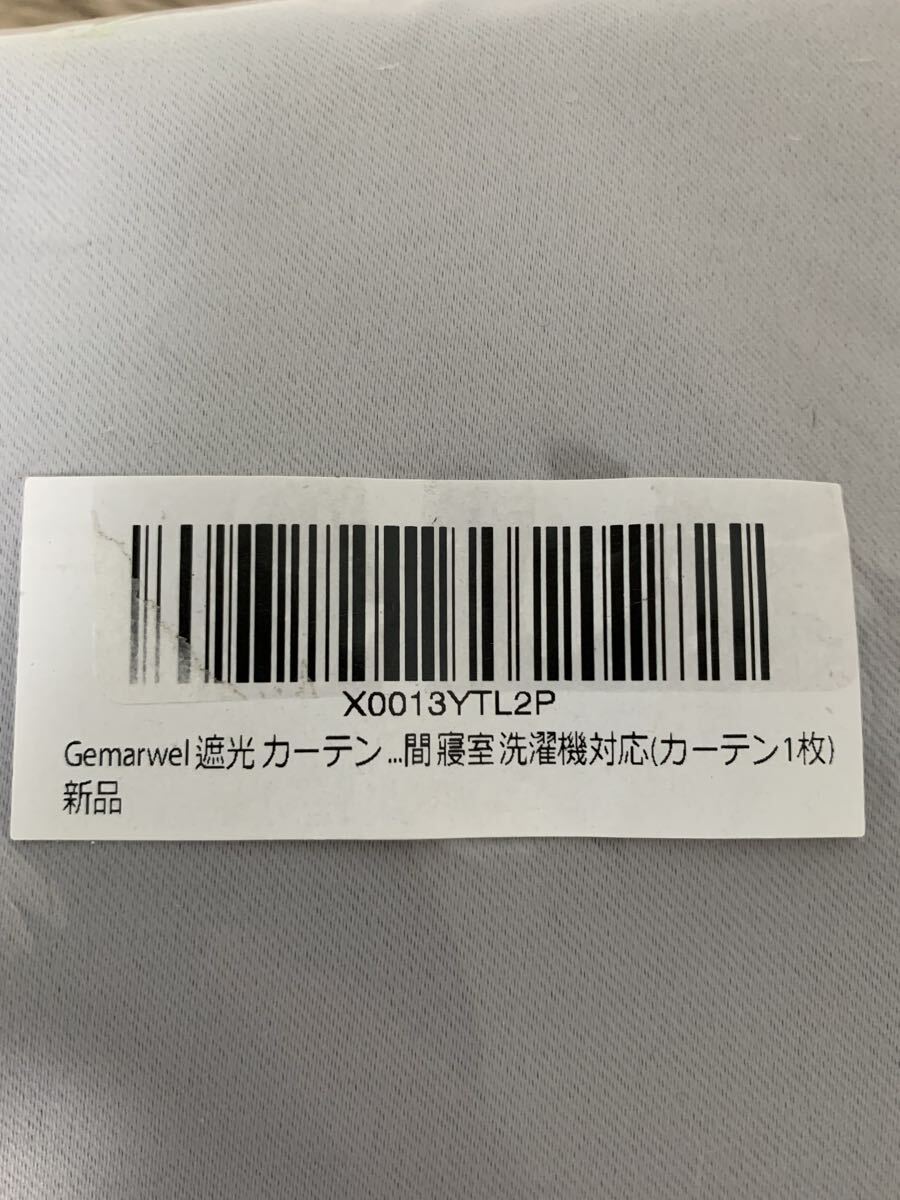 X0013YTL2P
Gemarwel 遮光 カーテン ...間 寝室 洗濯機対応(カーテン1枚)
新品